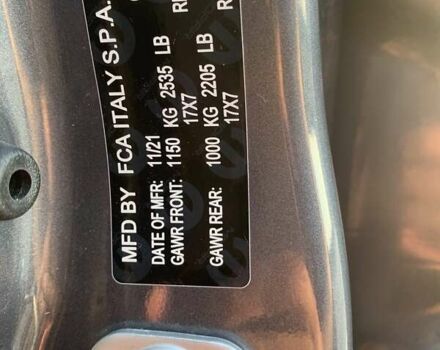 MFD BY FCA ITALY S.P.A.
DATE OF MFR: 11/21
GAWR FRONT: 1150 KG 2535 LB
17X7
GAWR REAR: 1000 KG 2205 LB
17X7